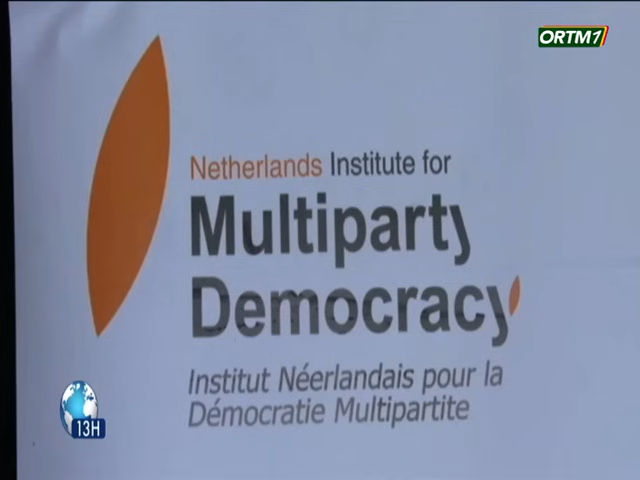 ORTM1
Netherlands Institute for
Multiparty
Democracy
Institut Néerlandais pour la
Démocratie Multipartite
13H